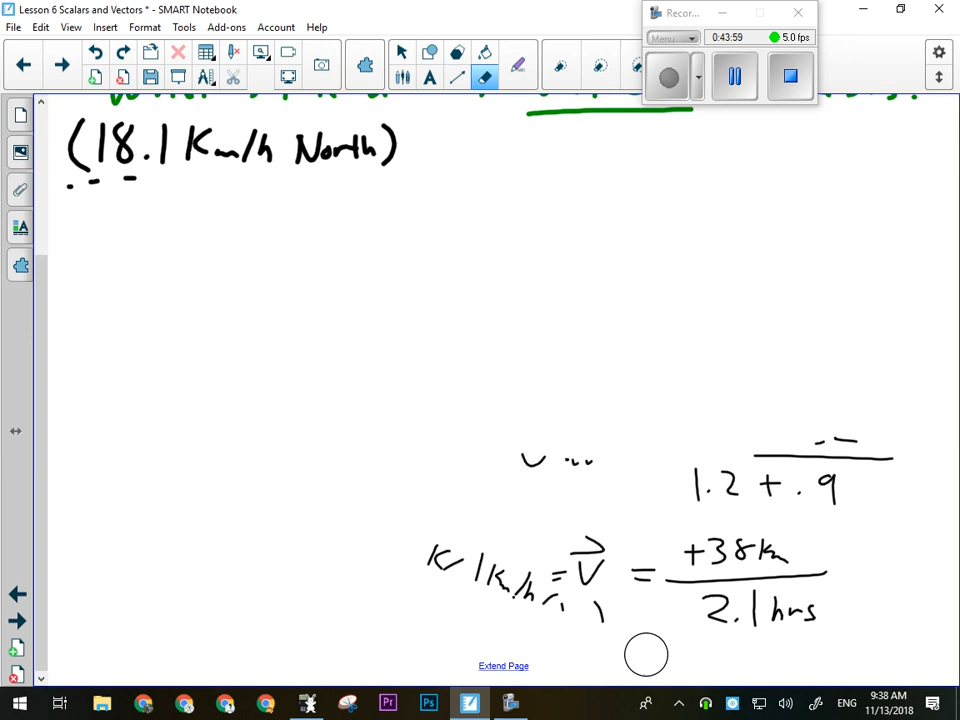 Lesson 6 Scalars and Vectors * - SMART Notebook
File Edit View Insert Format Tools Add-ons Account Help
Recor...
Menu
0:43:59 5.0 fps
(18.1 Km/h North)
1.2 + .9
1 Km/h = V = +38 Km
2.1 hrs
Extend Page
ENG
9:38 AM
11/13/2018